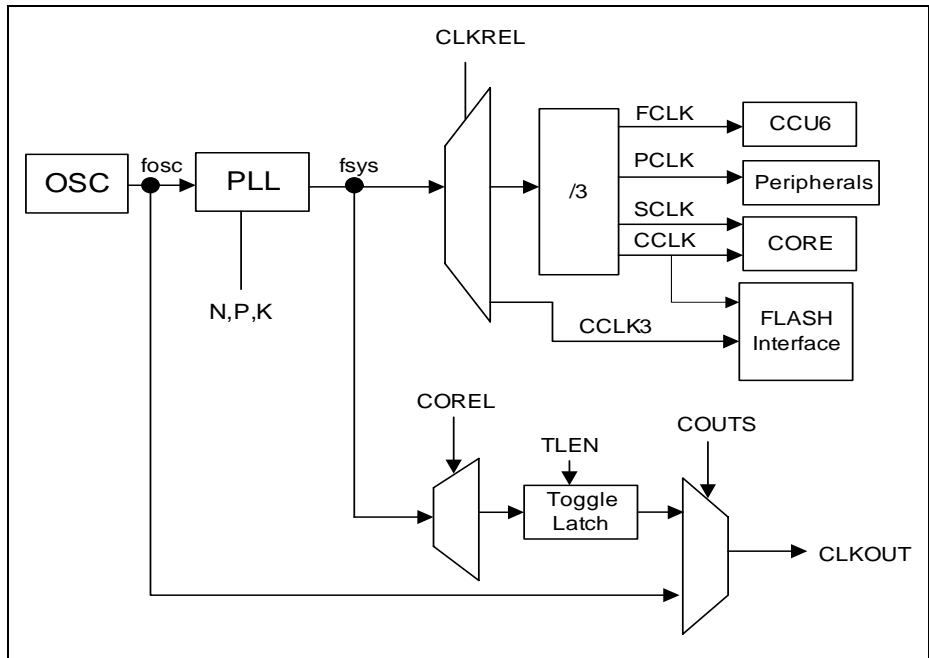 CLKREL
OSC
fosc
PLL
fsys
N,P,K
/3
FCLK
CCU6
PCLK
Peripherals
SCLK
CCLK
CORE
CCLK3
FLASH
Interface
COREL
TLEN
Toggle
Latch
COUTS
CLKOUT